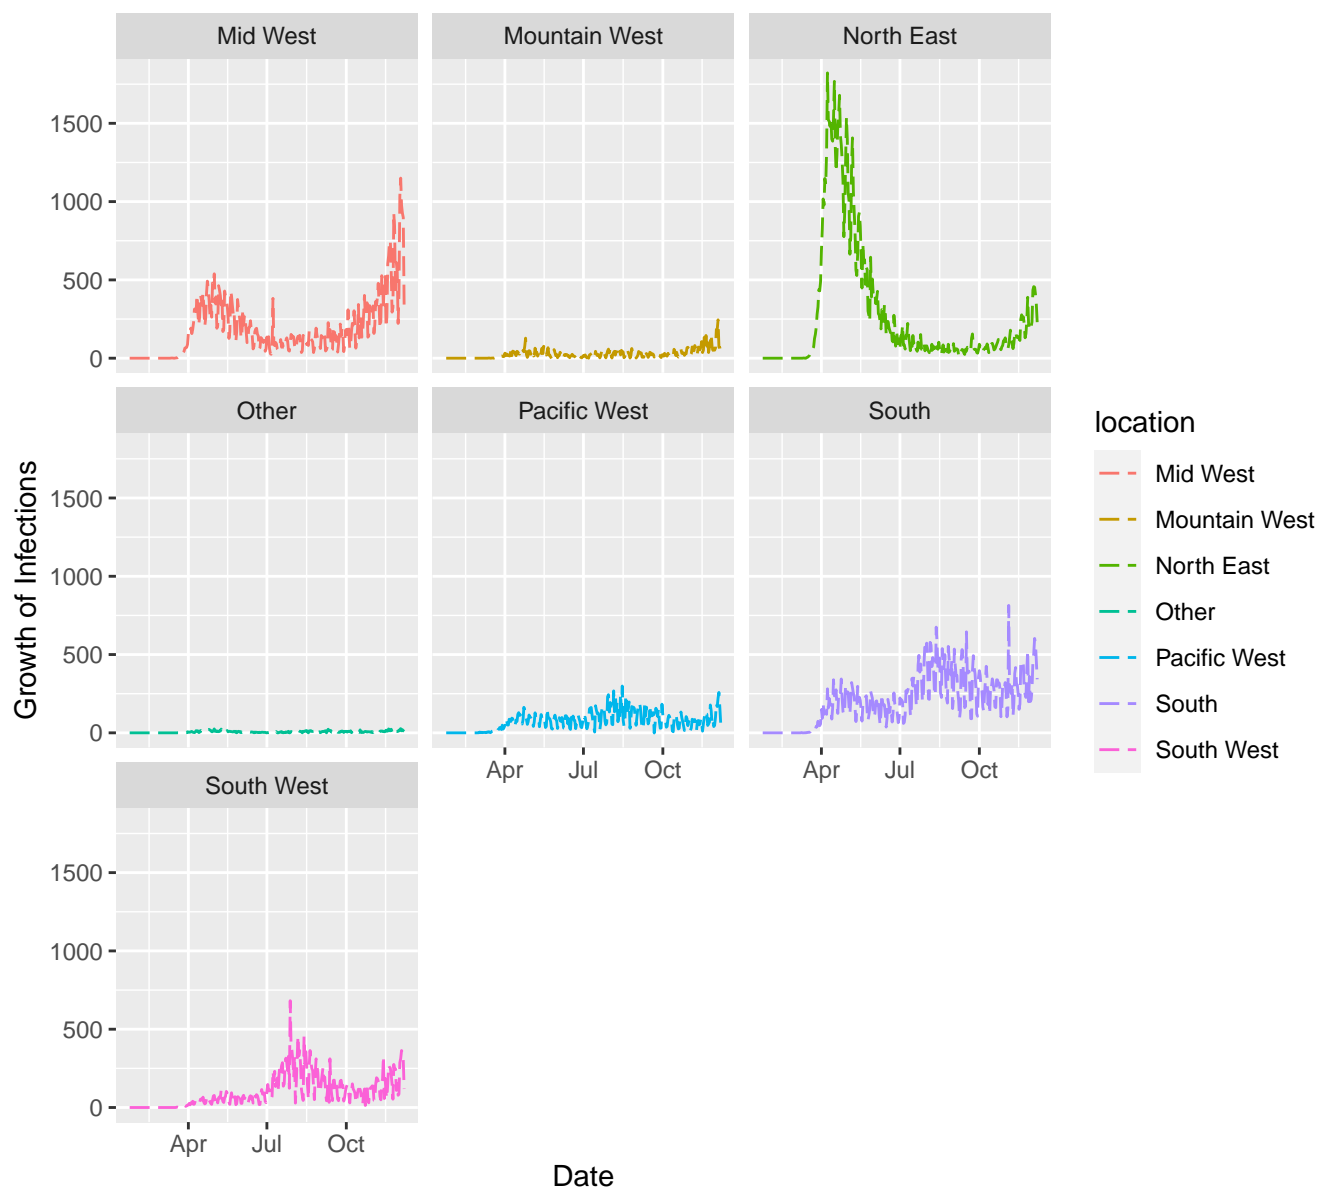 Mid West
Mountain West
North East
1500
1000
500
0
Other
Pacific West
South
1500
1000
500
0
Apr
Jul
Oct
Apr
Jul
Oct
South West
1500
1000
500
0
Apr
Jul
Oct
Growth of Infections
Date
location
Mid West
Mountain West
North East
Other
Pacific West
South
South West